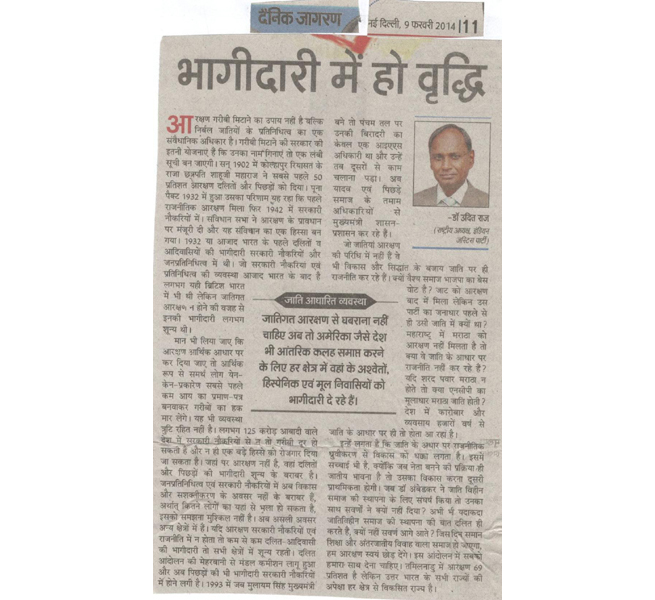 दैनिक जागरण
नई दिल्ली, 9 फरवरी 2014 |11
भागीदारी में हो वृद्धि
आरक्षण गरीबी मिटाने का उपाय नहीं है बल्कि
निर्बल जातियों के प्रतिनिधित्व का एक
संवैधानिक अधिकार है। गरीबी मिटाने की सरकार की
इतनी योजनाएं हैं कि उनका नाम गिनाएं तो एक लंबी
सूची बन जाएगी। सन् 1902 में कोल्हापुर रियासत के
राजा छत्रपति शाहूजी महाराज ने सबसे पहले 50
प्रतिशत आरक्षण दलितों और पिछड़ों को दिया। पूना
पैक्ट 1932 में हुआ उसका परिणाम यह रहा कि पहले
राजनीतिक आरक्षण मिला फिर 1942 में सरकारी
नौकरियों में। संविधान सभा ने आरक्षण के प्रावधान
पर मंजूरी दी और यह संविधान का एक हिस्सा बन
गया। 1932 या आजाद भारत के पहले दलितों व
आदिवासियों की भागीदारी सरकारी नौकरियों और
जनप्रतिनिधित्व में थी। जो सरकारी नौकरियां एवं
प्रतिनिधित्व की व्यवस्था आजाद भारत के बाद है
लगभग यही ब्रिटिश भारत
में भी थी लेकिन जातिगत
आरक्षण न होने की वजह से
इनकी भागीदारी लगभग
शून्य थी।
मान भी लिया जाए कि
आरक्षण आर्थिक आधार पर
कर दिया जाए तो आर्थिक
रूप से समर्थ लोग येन-
केन-प्रकारेण सबसे पहले
कम आय का प्रमाण-पत्र
बनवाकर गरीबों का हक
मार लेंगे। यह भी व्यवस्था
त्रुटि रहित नहीं है। लगभग 125 करोड़ आबादी वाले
देश में सरकारी नौकरियों से न तो गरीबी दूर हो
सकती है और न ही एक बड़े हिस्से को रोजगार दिया
जा सकता है। जहां पर आरक्षण नहीं है, वहां दलितों
और पिछड़ों की भागीदारी शून्य के बराबर है।
जनप्रतिनिधित्व एवं सरकारी नौकरियों में अब विकास
और सशक्तीकरण के अवसर नहीं के बराबर हैं,
अर्थात् कितने लोगों का यहां से भला हो सकता है,
इसको समझना मुश्किल नहीं है। अब असली अवसर
अन्य क्षेत्रों में हैं। यदि आरक्षण सरकारी नौकरियों एवं
राजनीति में न होता तो कम से कम दलित-आदिवासी
की भागीदारी तो सभी क्षेत्रों में शून्य रहती। दलित
आंदोलन की मेहरबानी से मंडल कमीशन लागू हुआ
और अब पिछड़ों की भी भागीदारी सरकारी नौकरियों
में होने लगी है। 1993 में जब मुलायम सिंह मुख्यमंत्री
बने तो पंचम तल पर
उनकी बिरादरी का
केवल एक आइएएस
अधिकारी था और उन्हें
तब दूसरों से काम
चलाना पड़ा। अब
यादव एवं पिछड़े
समाज के तमाम
अधिकारियों से
मुख्यमंत्री शासन-
प्रशासन कर रहे हैं।
जो जातियां आरक्षण
की परिधि में नहीं हैं वे
भी विकास और सिद्धांत के बजाय जाति पर ही
राजनीति कर रही हैं। क्यों वैश्य समाज भाजपा का बेस
वोट है? जाट को आरक्षण
बाद में मिला लेकिन उस
पार्टी का जनाधार पहले से
ही उसी जाति में क्यों था?
महाराष्ट्र में मराठा को
आरक्षण नहीं मिलता है तो
क्या वे जाति के आधार पर
राजनीति नहीं कर रहे हैं?
यदि शरद पवार मराठा न
होते तो क्या एनसीपी का
मूलाधार मराठा जाति होती?
देश में कारोबार और
व्यवसाय हजारों वर्ष से
जाति के आधार पर ही तो होता आ रहा है।
इन्हें लगता है कि जाति के आधार पर राजनीतिक
ध्रुवीकरण से विकास को धक्का लगता है। इसमें
सच्चाई भी है, क्योंकि जब नेता बनने की प्रक्रिया ही
जातीय भावना है तो उसका विकास करना दूसरी
प्राथमिकता होगी। जब डॉ अंबेडकर ने जाति विहीन
समाज की स्थापना के लिए संघर्ष किया तो उनका
साथ सवर्णों ने क्यों नहीं दिया? अभी भी यदाकदा
जातिविहीन समाज की स्थापना की बात दलित ही
करते हैं, क्यों नहीं सवर्ण आगे आते? जिस दिन समान
शिक्षा और अंतरजातीय विवाह वाला समाज हो जाएगा,
हम आरक्षण स्वयं छोड़ देंगे। इस आंदोलन में सबको
हमारा साथ देना चाहिए। तमिलनाडु में आरक्षण 69
प्रतिशत है लेकिन उत्तर भारत के सभी राज्यों की
अपेक्षा हर क्षेत्र से विकसित राज्य है।
-डॉ उदित राज
(राष्ट्रीय अध्यक्ष, इंडियन
जस्टिस पार्टी)
जाति आधारित व्यवस्था
जातिगत आरक्षण से घबराना नहीं
चाहिए अब तो अमेरिका जैसे देश
भी आंतरिक कलह समाप्त करने
के लिए हर क्षेत्र में वहां के अश्वेतों,
हिस्पेनिक एवं मूल निवासियों को
भागीदारी दे रहे हैं।